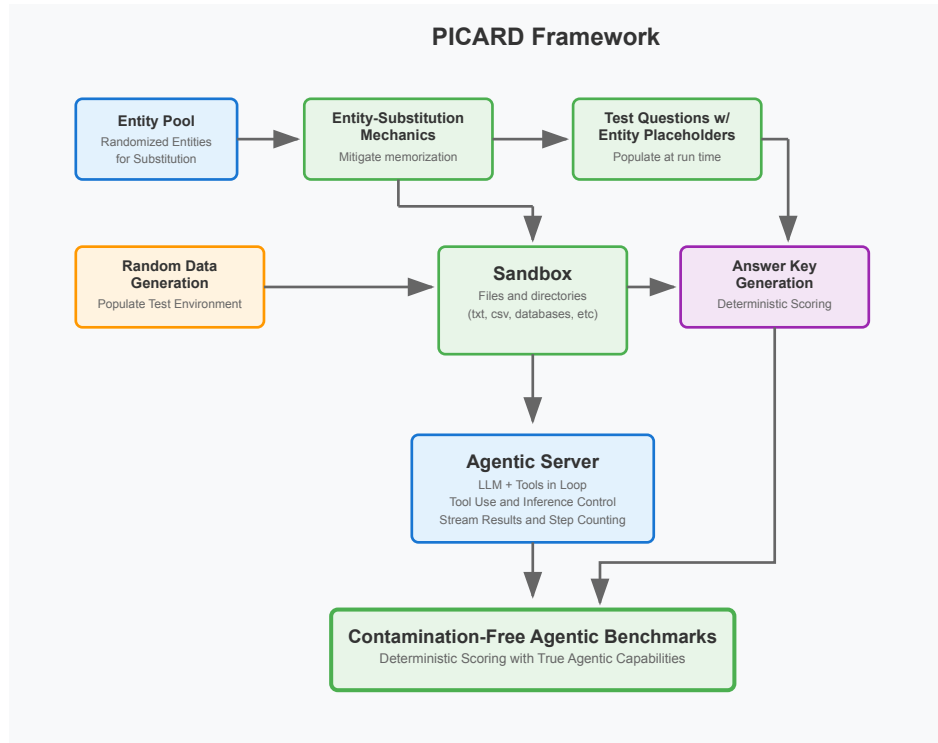 PICARD Framework
Entity Pool
Randomized Entities
for Substitution
Entity-Substitution
Mechanics
Mitigate memorization
Test Questions w/
Entity Placeholders
Populate at run time
Random Data
Generation
Populate Test Environment
Sandbox
Files and directories
(txt, csv, databases, etc)
Answer Key
Generation
Deterministic Scoring
Agentic Server
LLM + Tools in Loop
Tool Use and Inference Control
Stream Results and Step Counting
Contamination-Free Agentic Benchmarks
Deterministic Scoring with True Agentic Capabilities